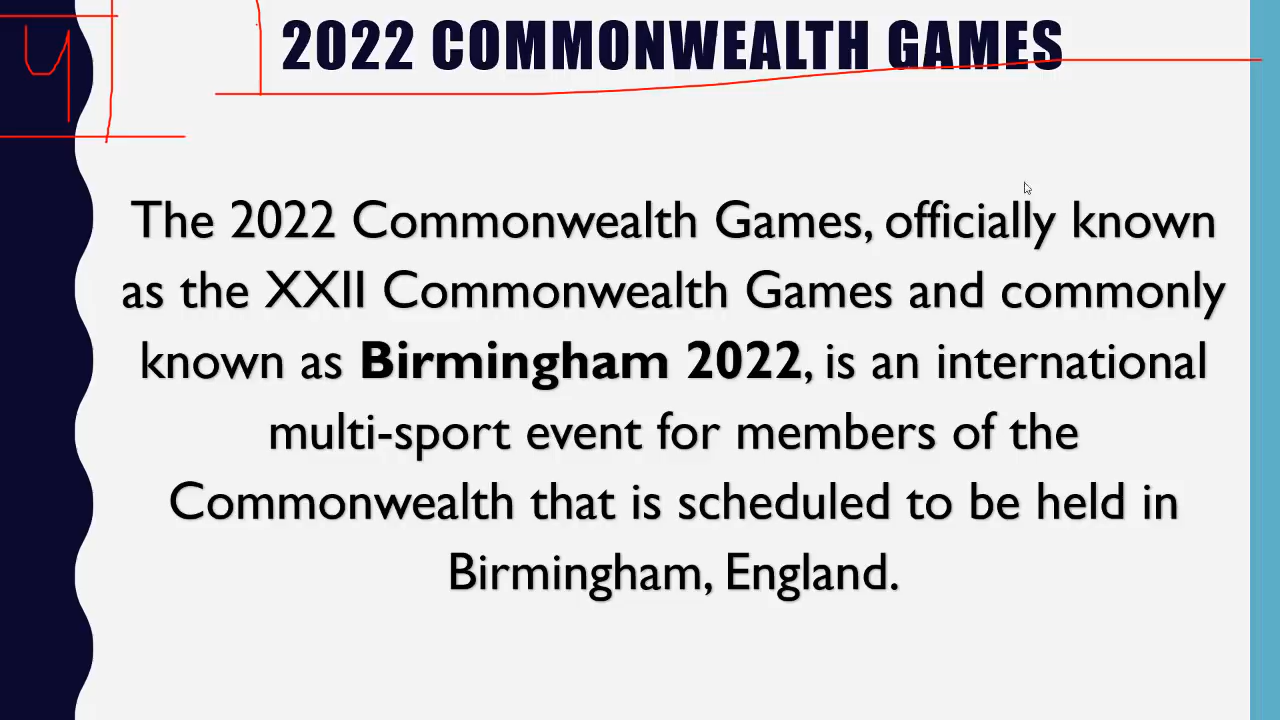 2022 COMMONWEALTH GAMES
4
The 2022 Commonwealth Games, officially known
as the XXII Commonwealth Games and commonly
known as Birmingham 2022, is an international
multi-sport event for members of the
Commonwealth that is scheduled to be held in
Birmingham, England.